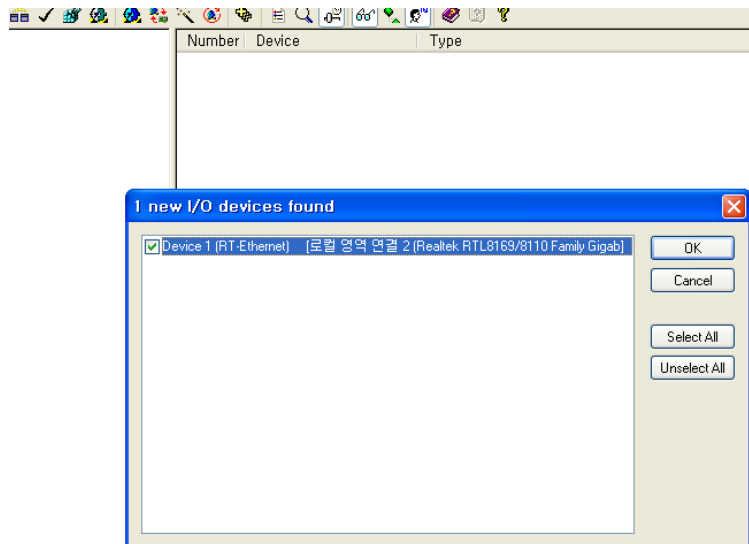 Number Device Type
1 new I/O devices found
Device 1 (RT-Ethernet) [로컬 영역 연결 2 (Realtek RTL8169/8110 Family Gigab]
OK
Cancel
Select All
Unselect All